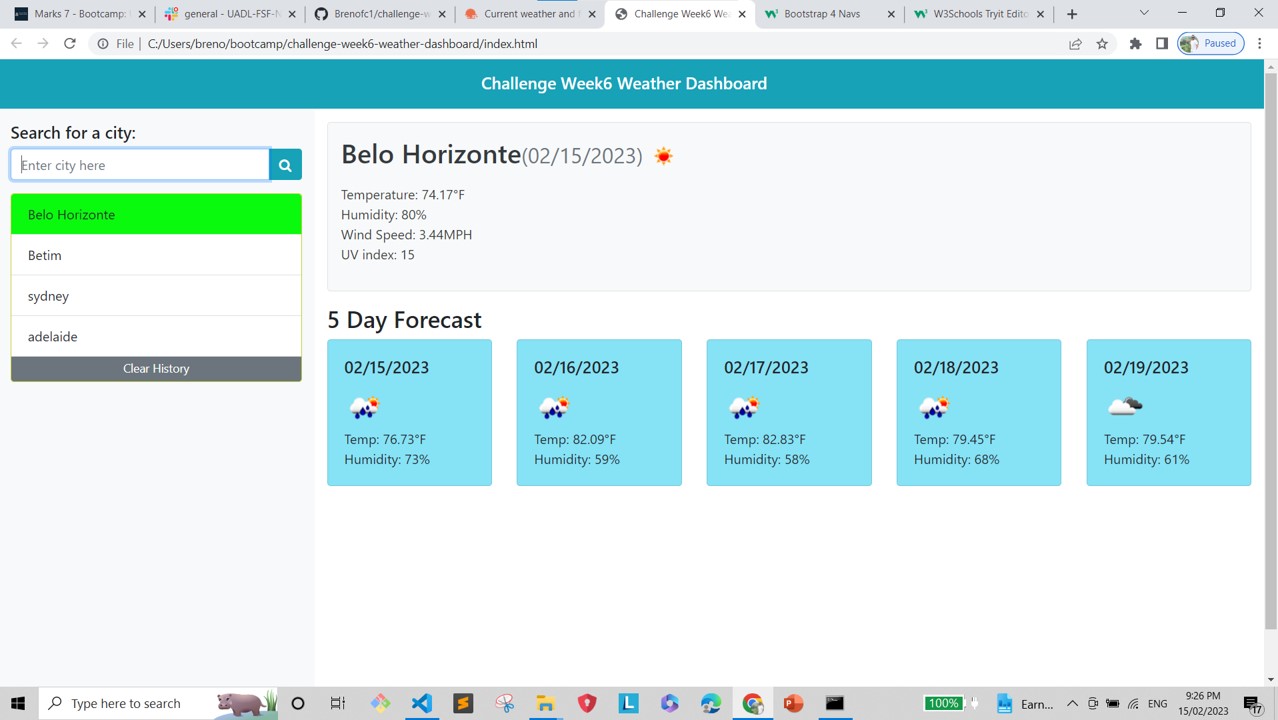 Marks 7 - Bootcamp:
general - UADL-FSF-N
Brenofc1/challenge-w
Current weather and f
Challenge Week6 Wea
Bootstrap 4 Navs
W3Schools Tryit Edito
File | C:/Users/breno/bootcamp/challenge-week6-weather-dashboard/index.html
Paused
Challenge Week6 Weather Dashboard
Search for a city:
Enter city here
Belo Horizonte
Betim
sydney
adelaide
Clear History
Belo Horizonte(02/15/2023)
Temperature: 74.17°F
Humidity: 80%
Wind Speed: 3.44MPH
UV index: 15
5 Day Forecast
02/15/2023
Temp: 76.73°F
Humidity: 73%
02/16/2023
Temp: 82.09°F
Humidity: 59%
02/17/2023
Temp: 82.83°F
Humidity: 58%
02/18/2023
Temp: 79.45°F
Humidity: 68%
02/19/2023
Temp: 79.54°F
Humidity: 61%
Type here to search
100%
Earn...
ENG
9:26 PM
15/02/2023
17